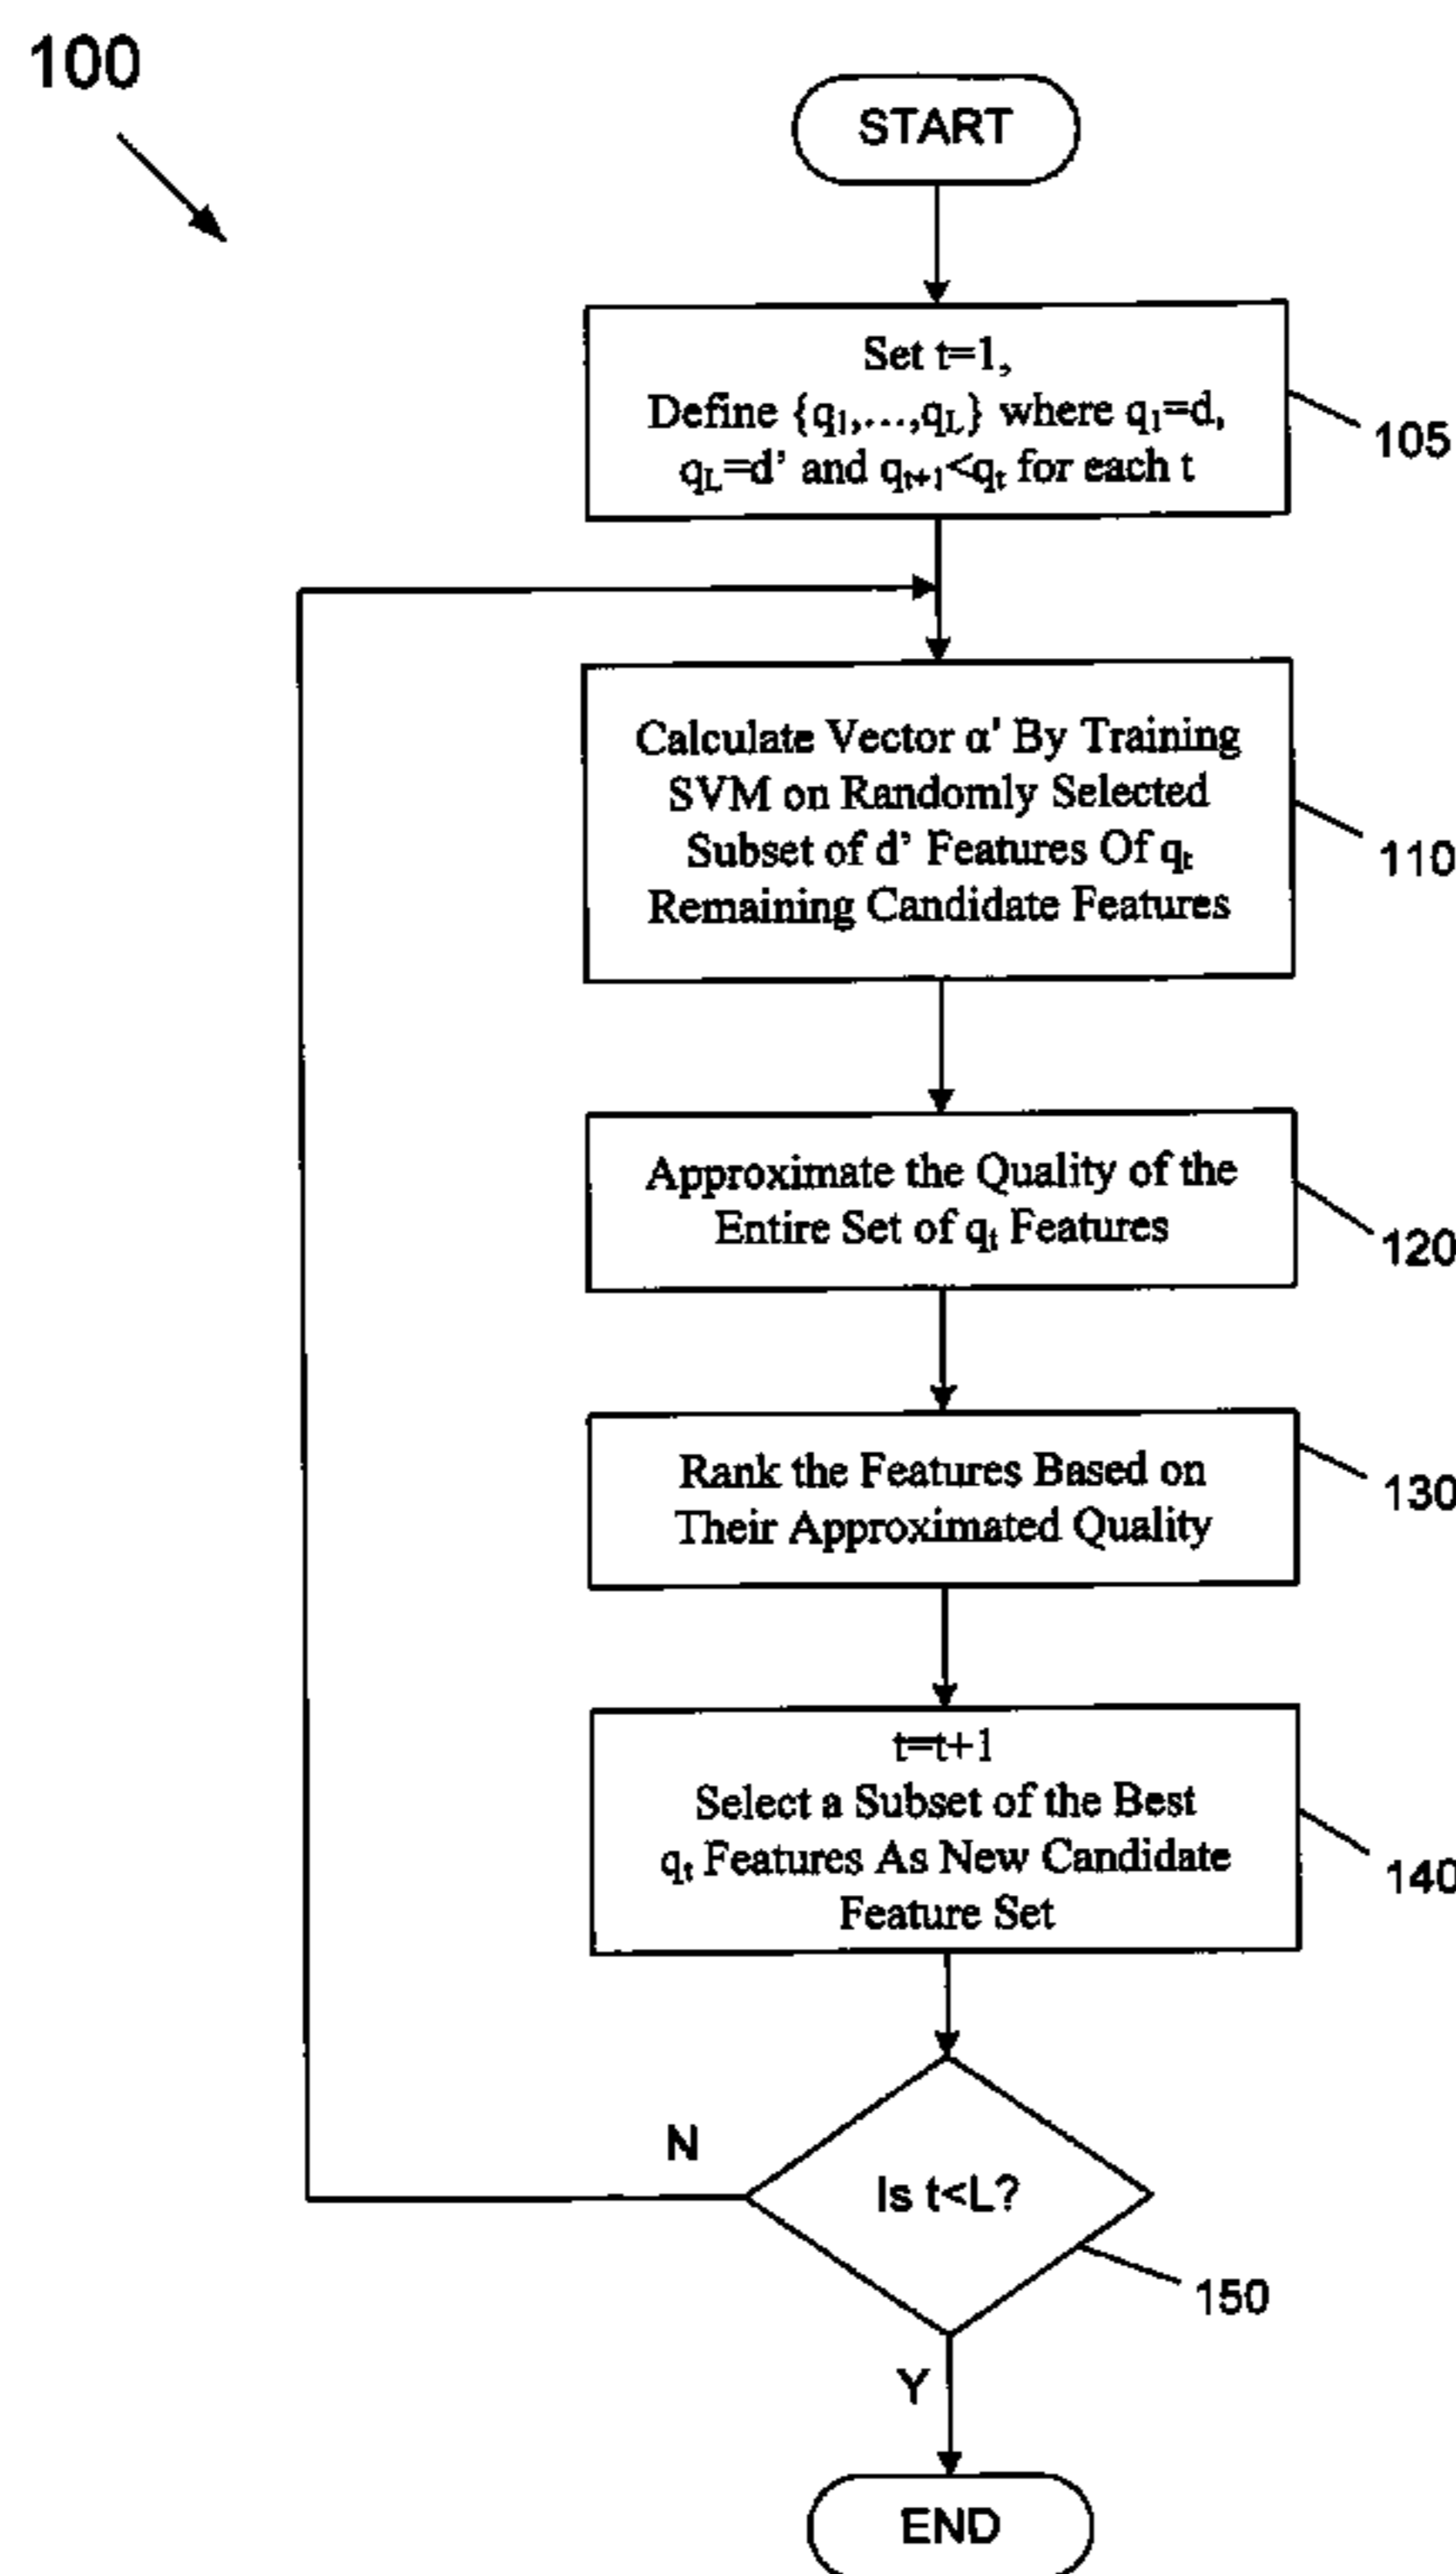 100
START
Set t=1,
Define {q₁,...,q_L} where q₁=d,
q_L=d’ and qₜ₊₁<qₜ for each t
105
Calculate Vector α' By Training
SVM on Randomly Selected
Subset of d’ Features Of qₜ
Remaining Candidate Features
110
Approximate the Quality of the
Entire Set of qₜ Features
120
Rank the Features Based on
Their Approximated Quality
130
t=t+1
Select a Subset of the Best
qₜ Features As New Candidate
Feature Set
140
N
Is t<L?
150
Y
END